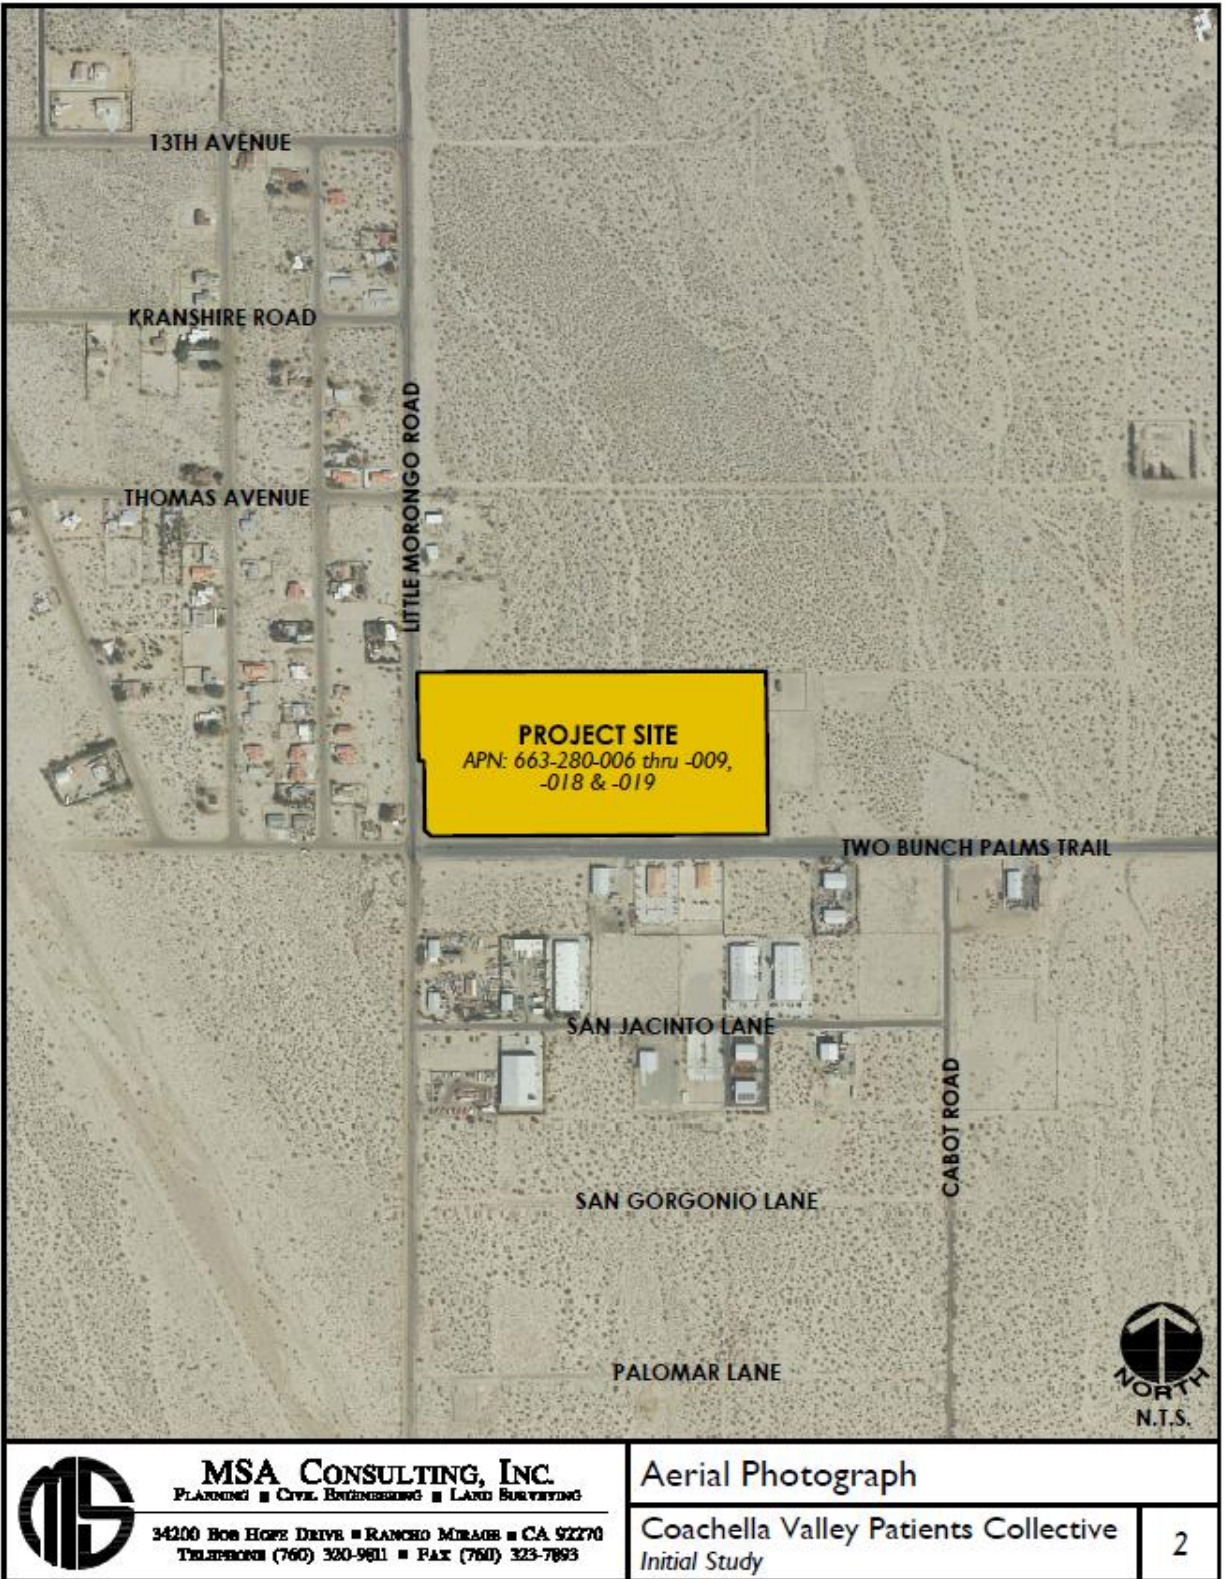 13TH AVENUE
KRANSHIRE ROAD
LITTLE MORONGO ROAD
THOMAS AVENUE
PROJECT SITE
APN: 663-280-006 thru -009,
-018 & -019
TWO BUNCH PALMS TRAIL
SAN JACINTO LANE
CABOT ROAD
SAN GORGONIO LANE
PALOMAR LANE
NORTH
N.T.S.
MS
MSA CONSULTING, INC.
PLANNING ■ CIVIL ENGINEERING ■ LAND SURVEYING
34200 BOB HOPE DRIVE ■ RANCHO MIRAGE ■ CA 92270
TELEPHONE (760) 320-9811 ■ FAX (760) 323-7893
Aerial Photograph
Coachella Valley Patients Collective
Initial Study
2